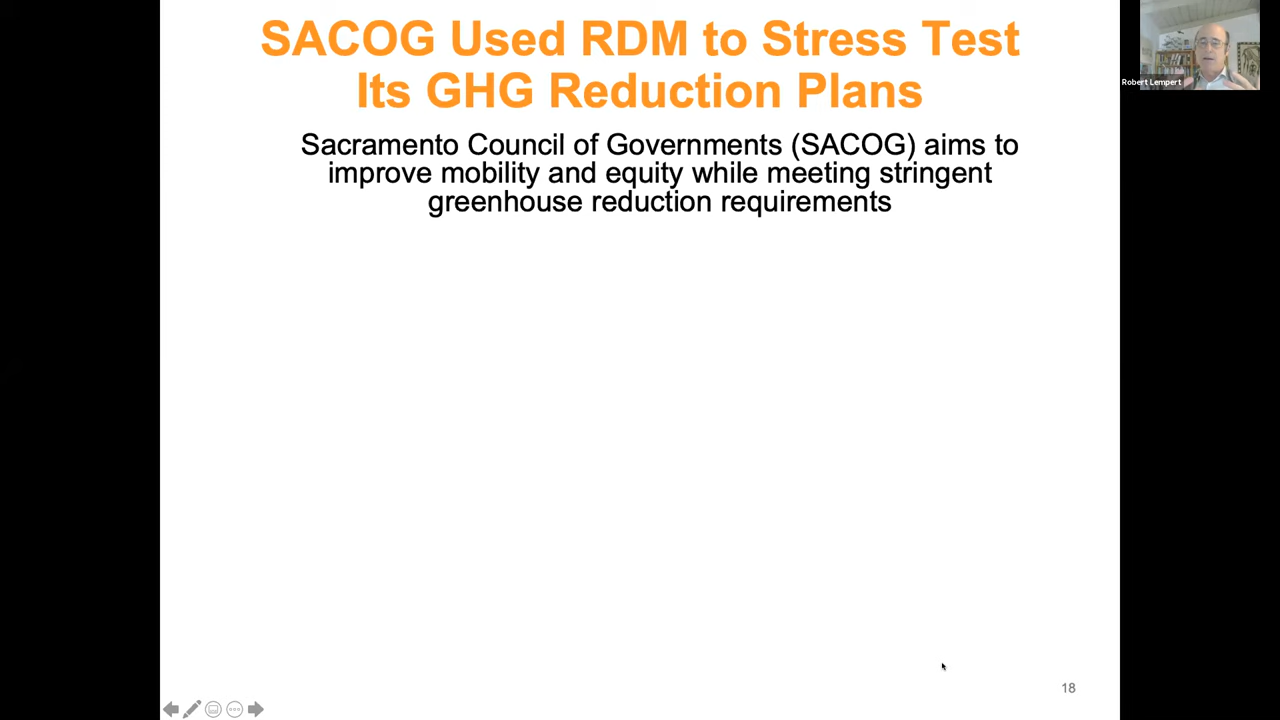 SACOG Used RDM to Stress Test
Its GHG Reduction Plans
Robert Lempert
Sacramento Council of Governments (SACOG) aims to
improve mobility and equity while meeting stringent
greenhouse reduction requirements
18